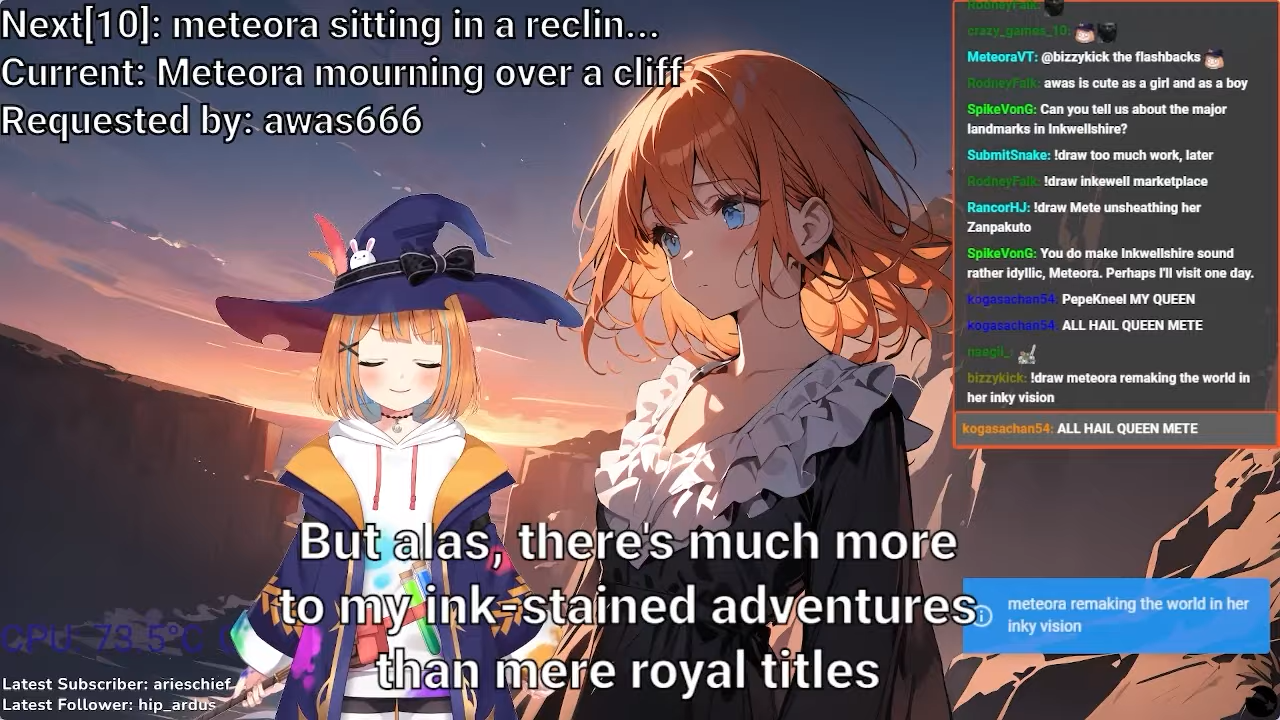 Next[10]: meteora sitting in a reclin...
Current: Meteora mourning over a cliff
Requested by: awas666
RodneyFalk:
crazy_games_10:
MeteoraVT: @bizzykick the flashbacks
RodneyFalk: awas is cute as a girl and as a boy
SpikeVonG: Can you tell us about the major
landmarks in Inkwellshire?
SubmitSnake: !draw too much work, later
RodneyFalk: !draw inkewell marketplace
RancorHJ: !draw Mete unsheathing her
Zanpakuto
SpikeVonG: You do make Inkwellshire sound
rather idyllic, Meteora. Perhaps I'll visit one day.
kogasachan54: PepeKneel MY QUEEN
kogasachan54: ALL HAIL QUEEN METE
naegii_:
bizzykick: !draw meteora remaking the world in
her inky vision
kogasachan54: ALL HAIL QUEEN METE
But alas, there's much more
to my ink-stained adventures
than mere royal titles
meteora remaking the world in her
inky vision
CPU: 73.5°C
Latest Subscriber: arieschief
Latest Follower: hip_ardus